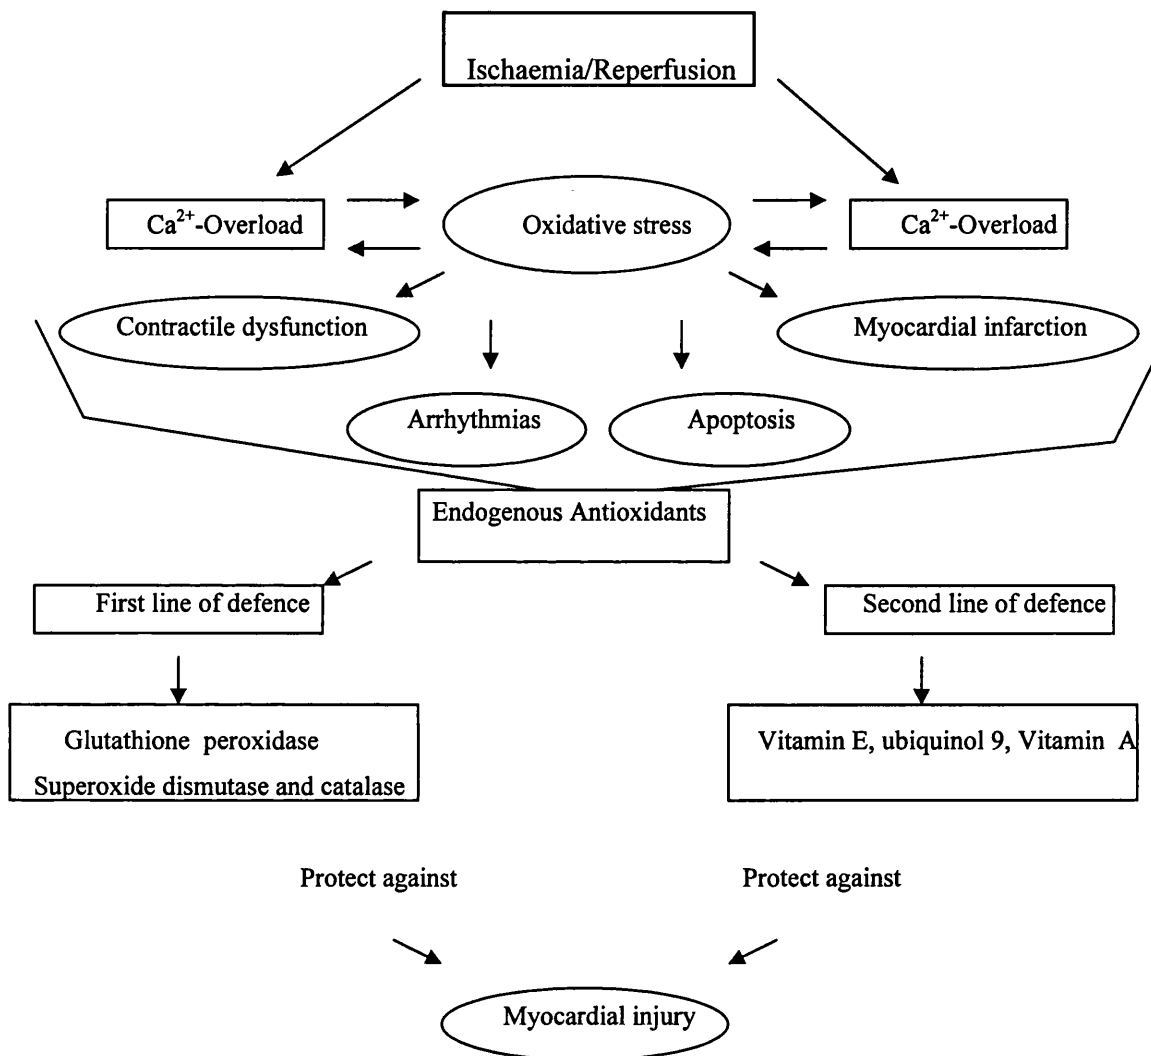 Ischaemia/Reperfusion
Ca²⁺-Overload
Oxidative stress
Ca²⁺-Overload
Contractile dysfunction
Myocardial infarction
Arrhythmias
Apoptosis
Endogenous Antioxidants
First line of defence
Second line of defence
Glutathione peroxidase
Superoxide dismutase and catalase
Vitamin E, ubiquinol 9, Vitamin A
Protect against
Protect against
Myocardial injury